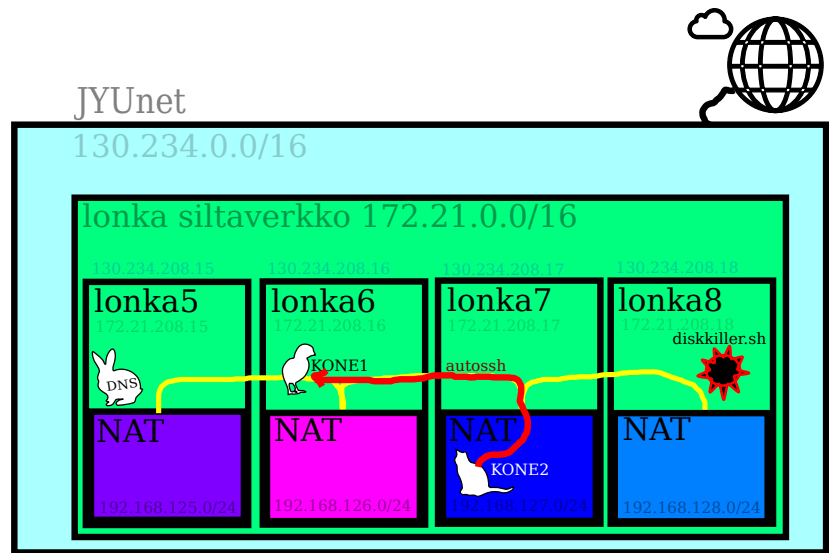 JYUnet
130.234.0.0/16
lonka siltaverkko 172.21.0.0/16
130.234.208.15
130.234.208.16
130.234.208.17
130.234.208.18
lonka5
lonka6
lonka7
lonka8
172.21.208.15
172.21.208.16
172.21.208.17
172.21.208.18
diskkiller.sh
KONE1
autossh
DNS
NAT
NAT
NAT
NAT
KONE2
192.168.125.0/24
192.168.126.0/24
192.168.127.0/24
192.168.128.0/24